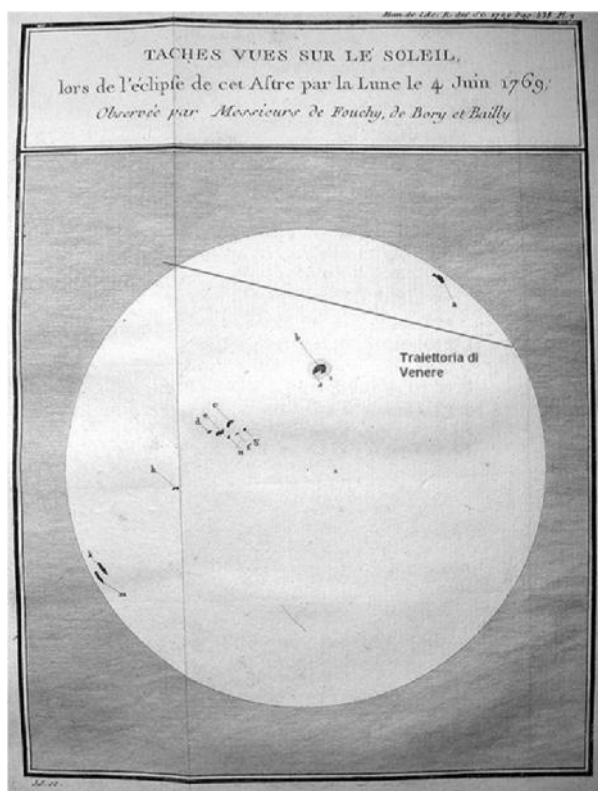 TACHES VUES SUR LE SOLEIL,
lors de l'éclipſe de cet Aſtre par la Lune le 4 Juin 1769;
Observée par Messieurs de Fouchy, de Bory et Bailly
Traiettoria di
Venere